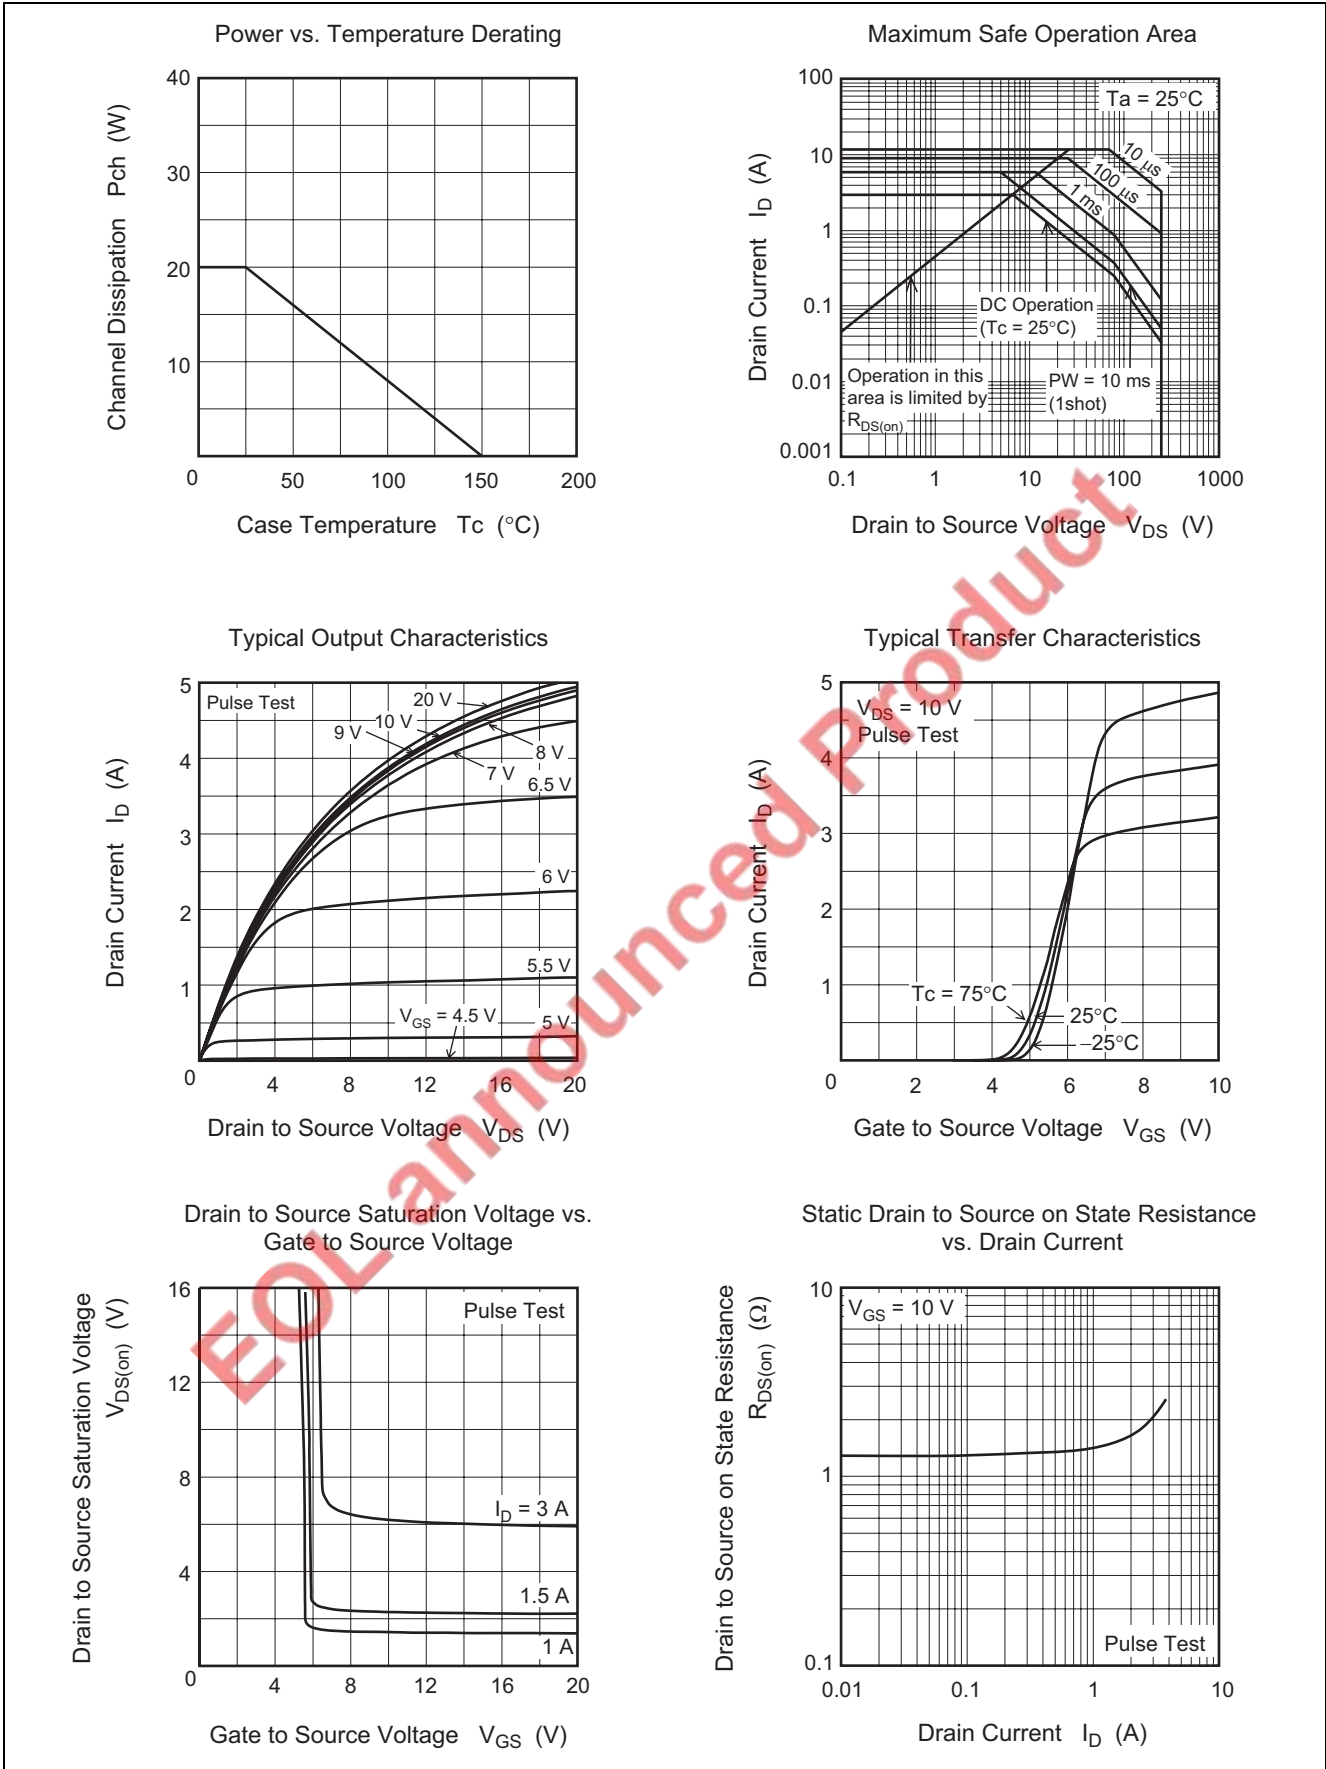 Power vs. Temperature Derating
40
30
20
10
0
50
100
150
200
Channel Dissipation Pch (W)
Case Temperature Tc (°C)
Maximum Safe Operation Area
100
10
1
0.1
0.01
0.001
0.1
1
10
100
1000
Ta = 25°C
10 μs
100 μs
1 ms
DC Operation
(Tc = 25°C)
Operation in this
area is limited by
RDS(on)
PW = 10 ms
(1shot)
Drain Current ID (A)
Drain to Source Voltage VDS (V)
Typical Output Characteristics
5
4
3
2
1
0
4
8
12
16
20
Pulse Test
20 V
10 V
9 V
8 V
7 V
6.5 V
6 V
5.5 V
VGS = 4.5 V
5 V
Drain Current ID (A)
Drain to Source Voltage VDS (V)
Typical Transfer Characteristics
5
4
3
2
1
0
2
4
6
8
10
VDS = 10 V
Pulse Test
Tc = 75°C
25°C
−25°C
Drain Current ID (A)
Gate to Source Voltage VGS (V)
Drain to Source Saturation Voltage vs.
Gate to Source Voltage
16
12
8
4
0
4
8
12
16
20
Pulse Test
ID = 3 A
1.5 A
1 A
Drain to Source Saturation Voltage
VDS(on) (V)
Gate to Source Voltage VGS (V)
Static Drain to Source on State Resistance
vs. Drain Current
10
1
0.1
0.01
0.1
1
10
VGS = 10 V
Pulse Test
Drain to Source on State Resistance
RDS(on) (Ω)
Drain Current ID (A)
EOL announced Product